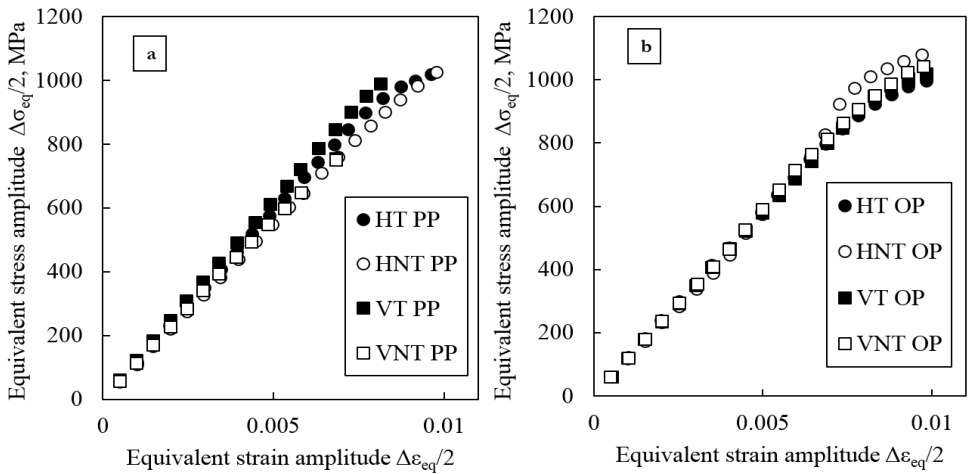 Equivalent stress amplitude Δσeq/2, MPa
1200
1000
800
600
400
200
0
a
HT PP
HNT PP
VT PP
VNT PP
0
0.005
0.01
Equivalent strain amplitude Δεeq/2
Equivalent stress amplitude Δσeq/2, MPa
1200
1000
800
600
400
200
0
b
HT OP
HNT OP
VT OP
VNT OP
0
0.005
0.01
Equivalent strain amplitude Δεeq/2